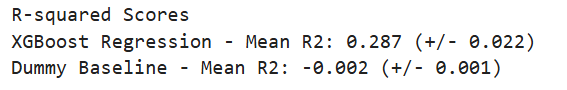 R-squared Scores
XGBoost Regression - Mean R2: 0.287 (+/- 0.022)
Dummy Baseline - Mean R2: -0.002 (+/- 0.001)